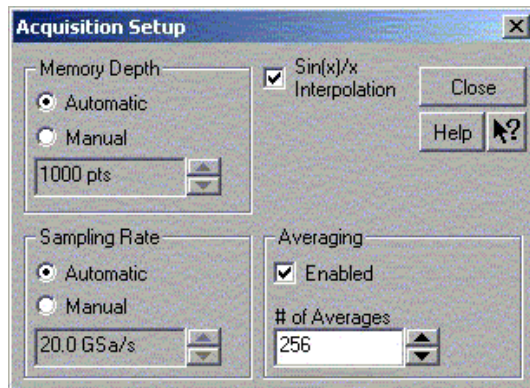 Acquisition Setup
Memory Depth
Automatic
Manual
1000 pts
Sin(x)/x
Interpolation
Close
Help
?
Sampling Rate
Automatic
Manual
20.0 GSa/s
Averaging
Enabled
# of Averages
256